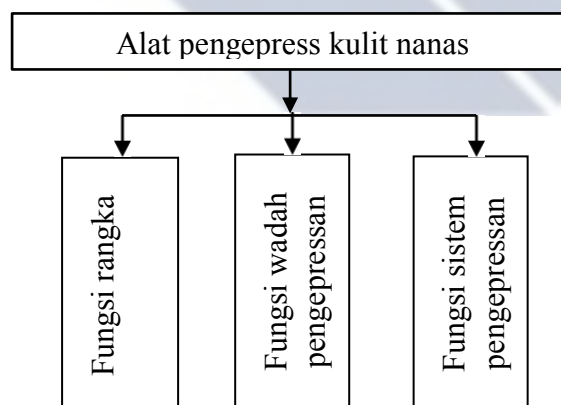 Alat pengepress kulit nanas
Fungsi rangka
Fungsi wadah
pengepressan
Fungsi sistem
pengepressan